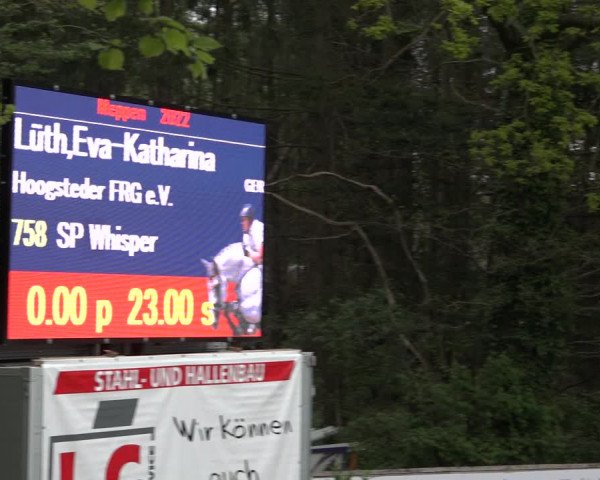 Meppen 2022
Lüth,Eva-Katharina
Hoogsteder FRG e.V.
GER
758 SP Whisper
0.00 p 23.00 s
STAHL-UND HALLENBAU
Wir können
auch
LC